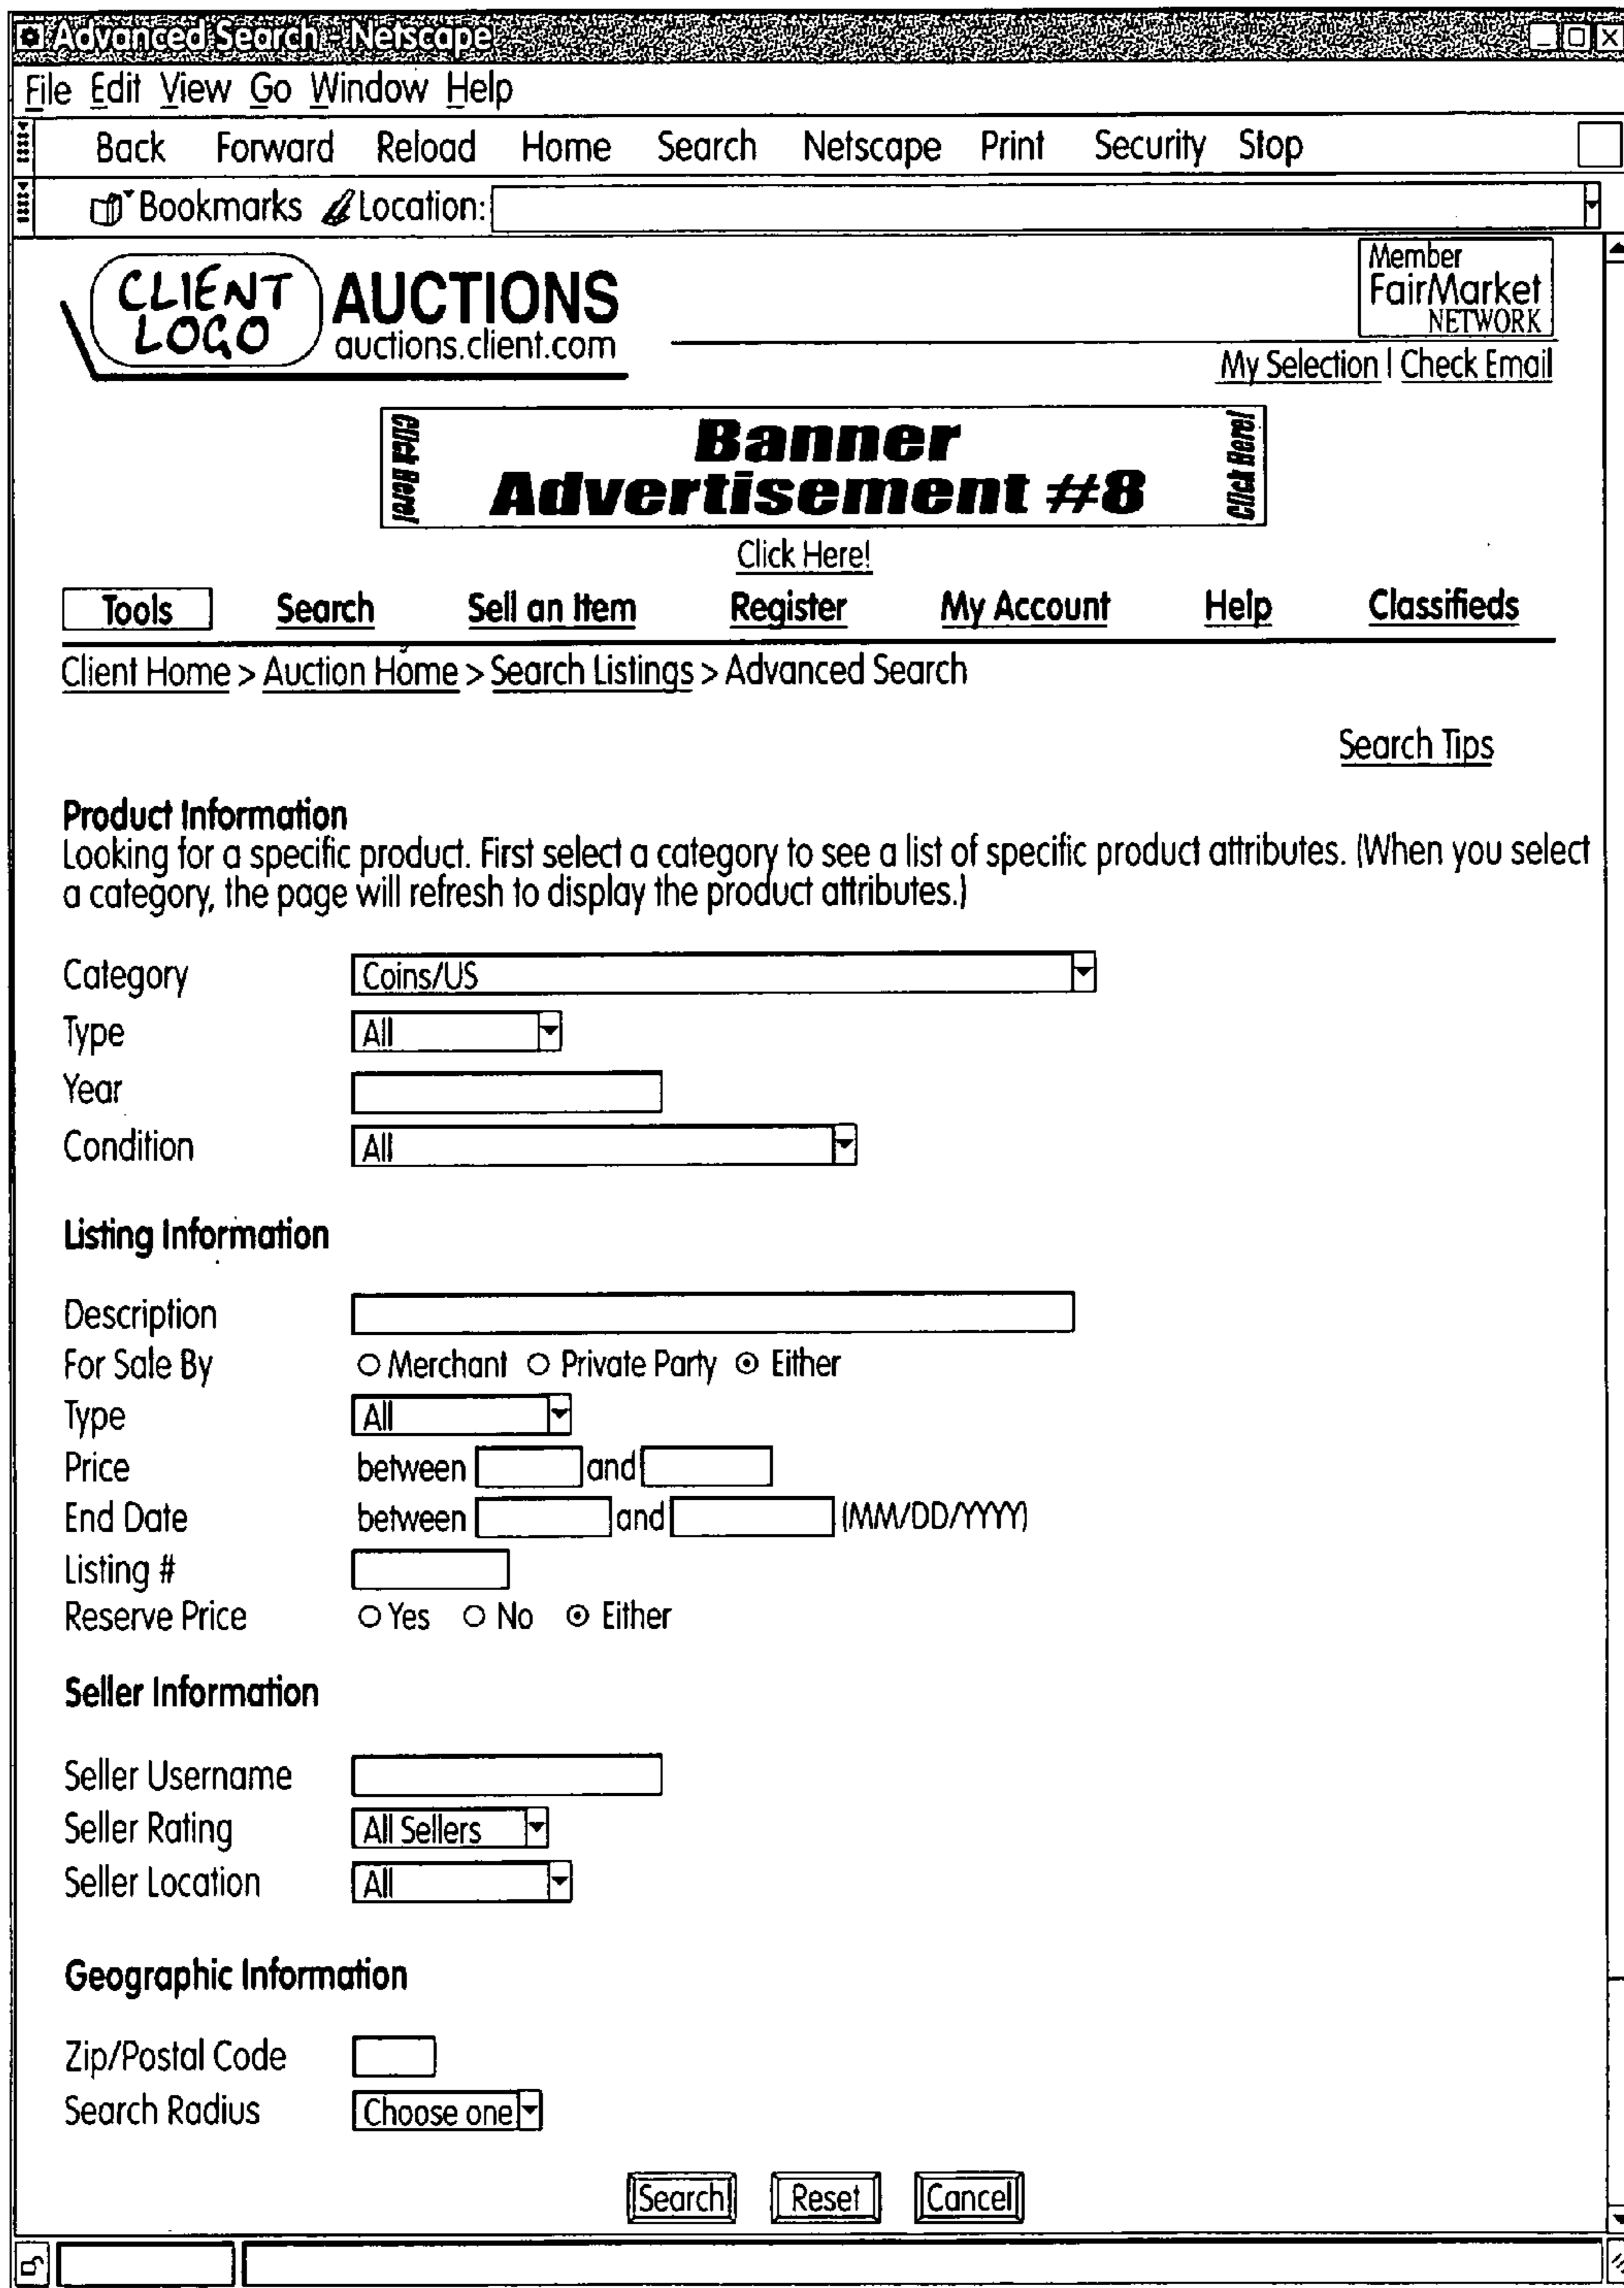 Advanced Search - Netscape
File Edit View Go Window Help
Back Forward Reload Home Search Netscape Print Security Stop
Bookmarks Location:
CLIENT LOGO
AUCTIONS
auctions.client.com
Member
FairMarket
NETWORK
My Selection | Check Email
Click Here!
Banner
Advertisement #8
Click Here!
Click Here!
Tools Search Sell an Item Register My Account Help Classifieds
Client Home > Auction Home > Search Listings > Advanced Search
Search Tips
Product Information
Looking for a specific product. First select a category to see a list of specific product attributes. (When you select
a category, the page will refresh to display the product attributes.)
Category Coins/US
Type All
Year
Condition All
Listing Information
Description
For Sale By Merchant Private Party Either
Type All
Price between and
End Date between and (MM/DD/YYYY)
Listing #
Reserve Price Yes No Either
Seller Information
Seller Username
Seller Rating All Sellers
Seller Location All
Geographic Information
Zip/Postal Code
Search Radius Choose one
Search Reset Cancel